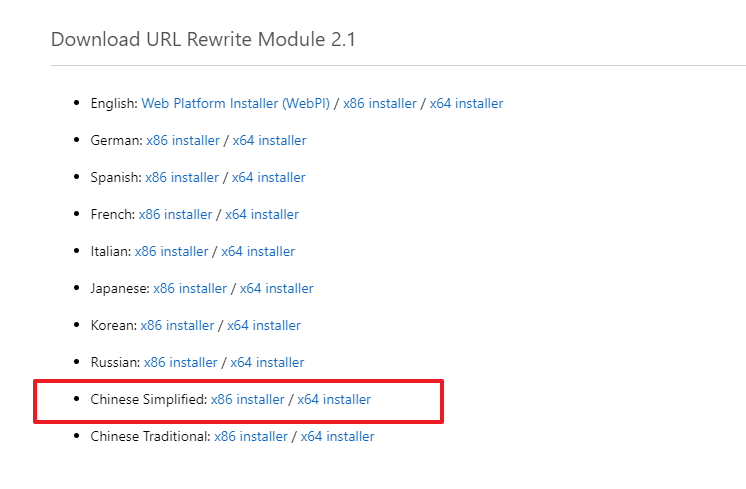 Download URL Rewrite Module 2.1
English: Web Platform Installer (WebPI) / x86 installer / x64 installer
German: x86 installer / x64 installer
Spanish: x86 installer / x64 installer
French: x86 installer / x64 installer
Italian: x86 installer / x64 installer
Japanese: x86 installer / x64 installer
Korean: x86 installer / x64 installer
Russian: x86 installer / x64 installer
Chinese Simplified: x86 installer / x64 installer
Chinese Traditional: x86 installer / x64 installer